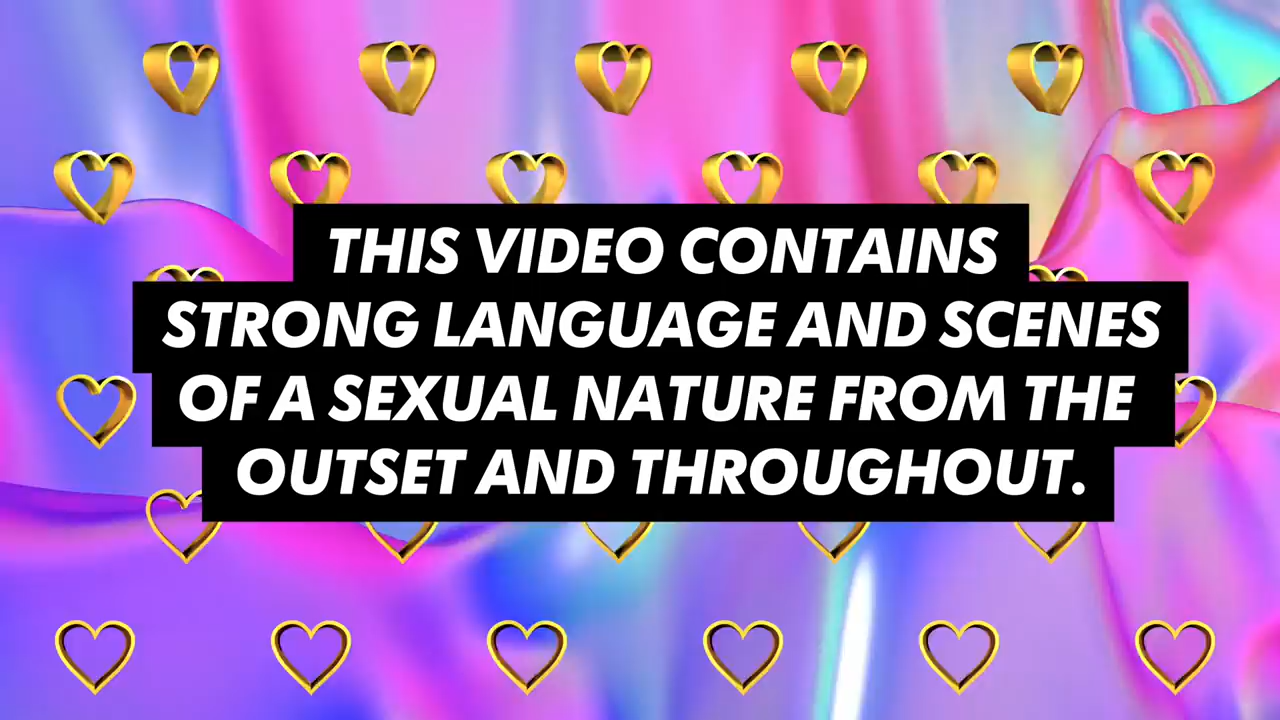 THIS VIDEO CONTAINS
STRONG LANGUAGE AND SCENES
OF A SEXUAL NATURE FROM THE
OUTSET AND THROUGHOUT.